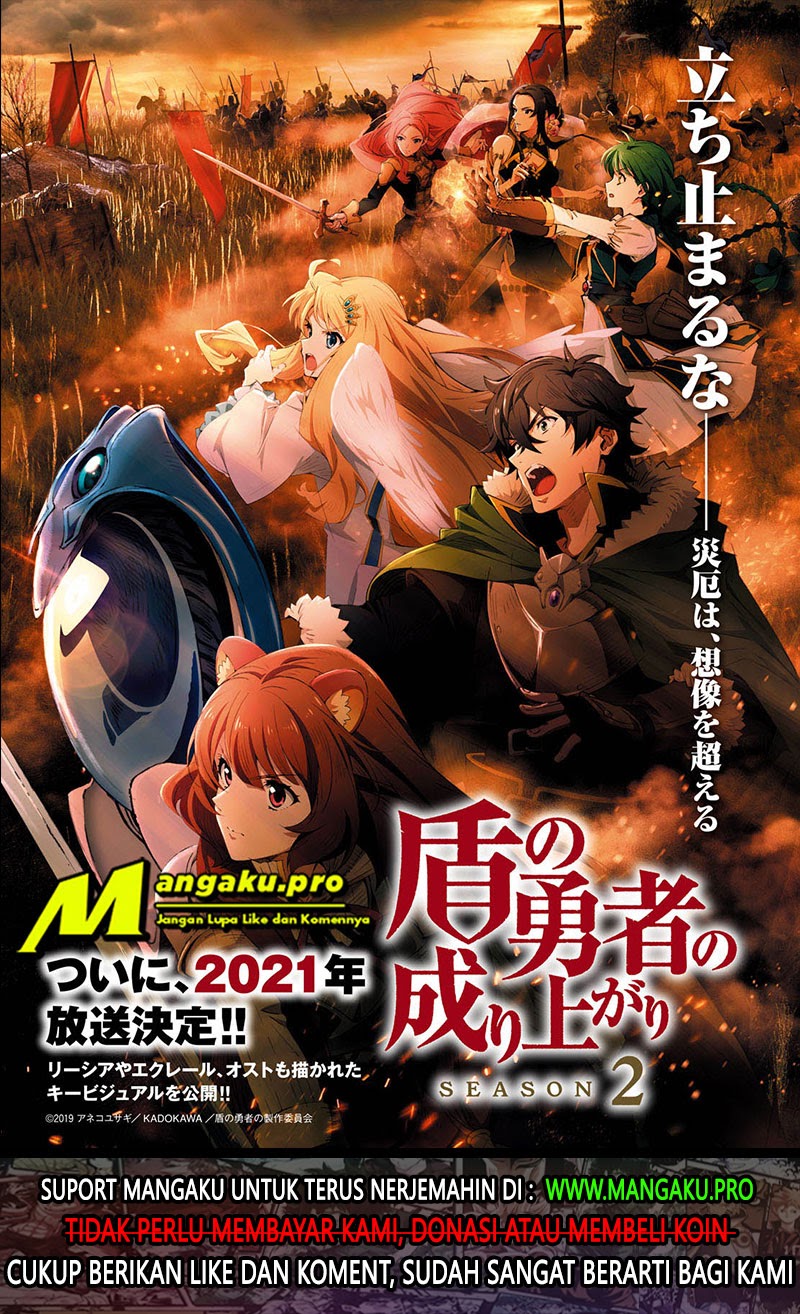 立ち止まるな――
災厄は、想像を超える
Mangaku.pro
Jangan Lupa Like dan Komennya
盾の勇者の
成り上がり
SEASON 2
ついに、2021年
放送決定!!
リーシアやエクレール、オストも描かれた
キービジュアルを公開!!
©2019 アネコユサギ／KADOKAWA／盾の勇者の製作委員会
SUPORT MANGAKU UNTUK TERUS NERJEMAHIN DI : WWW.MANGAKU.PRO
TIDAK PERLU MEMBAYAR KAMI, DONASI ATAU MEMBELI KOIN
CUKUP BERIKAN LIKE DAN KOMENT, SUDAH SANGAT BERARTI BAGI KAMI